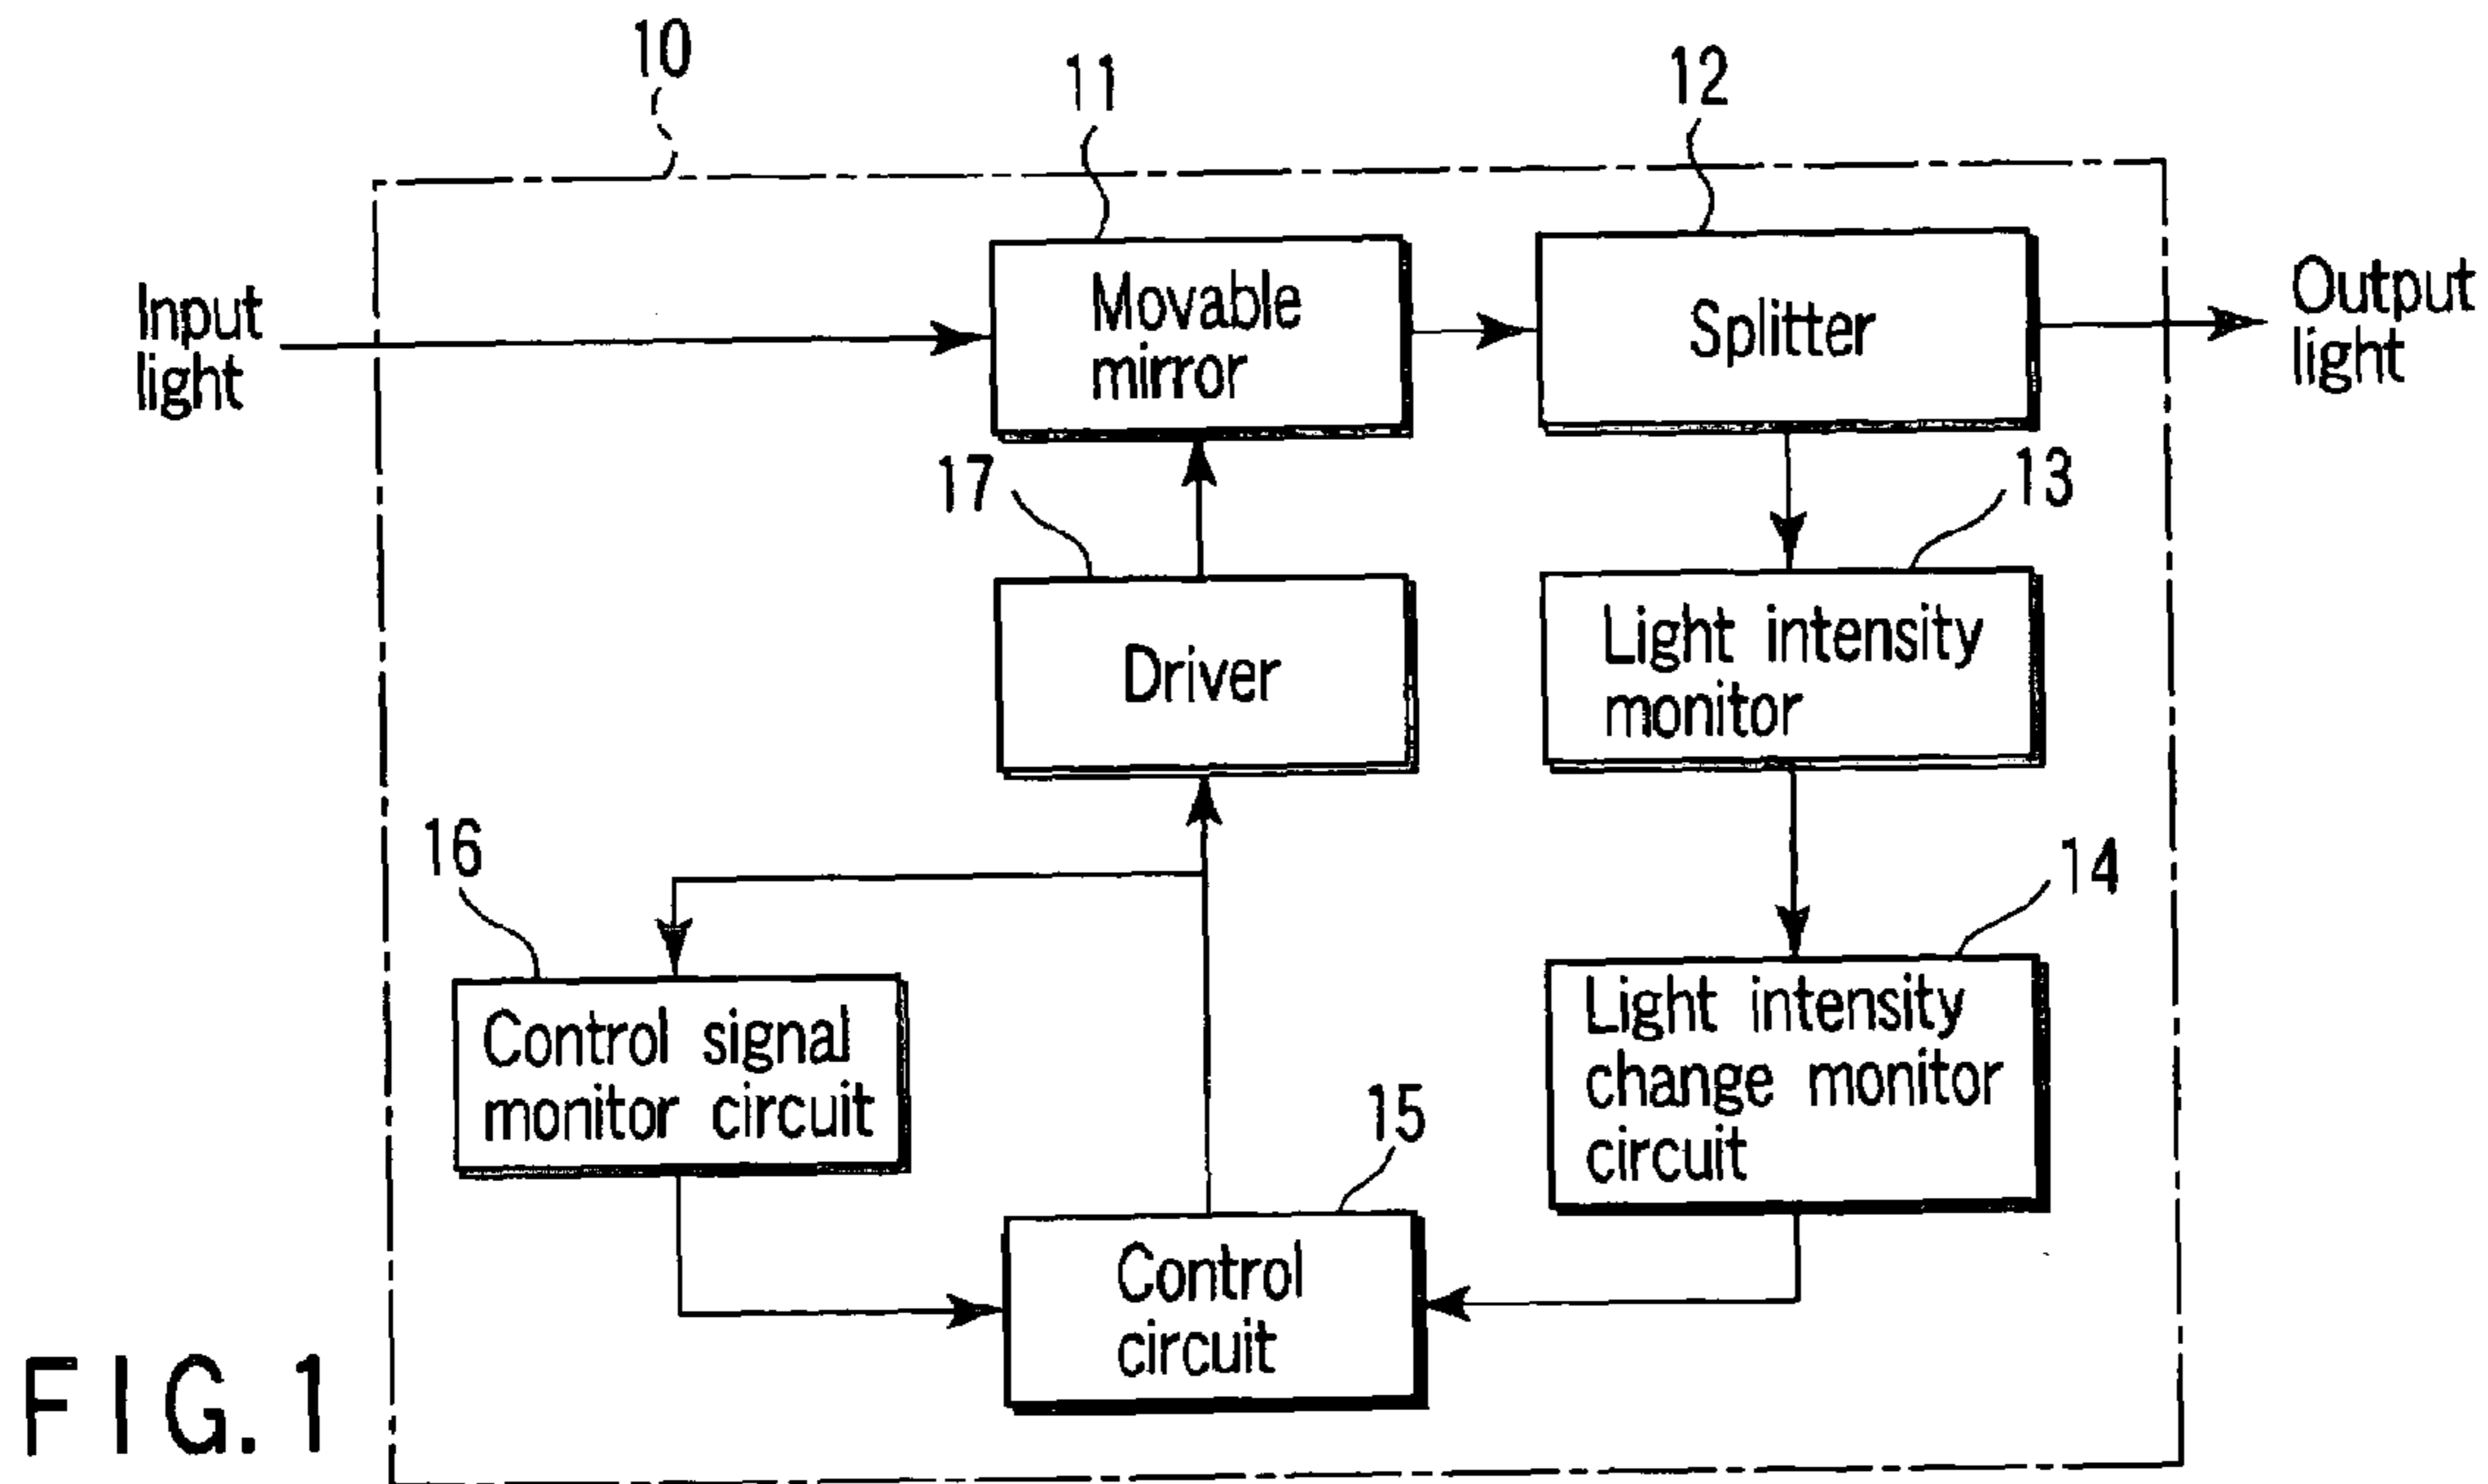 10
11
12
Input
light
Movable
mirror
Splitter
Output
light
17
13
Driver
Light intensity
monitor
16
14
Control signal
monitor circuit
Light intensity
change monitor
circuit
15
Control
circuit
FIG. 1